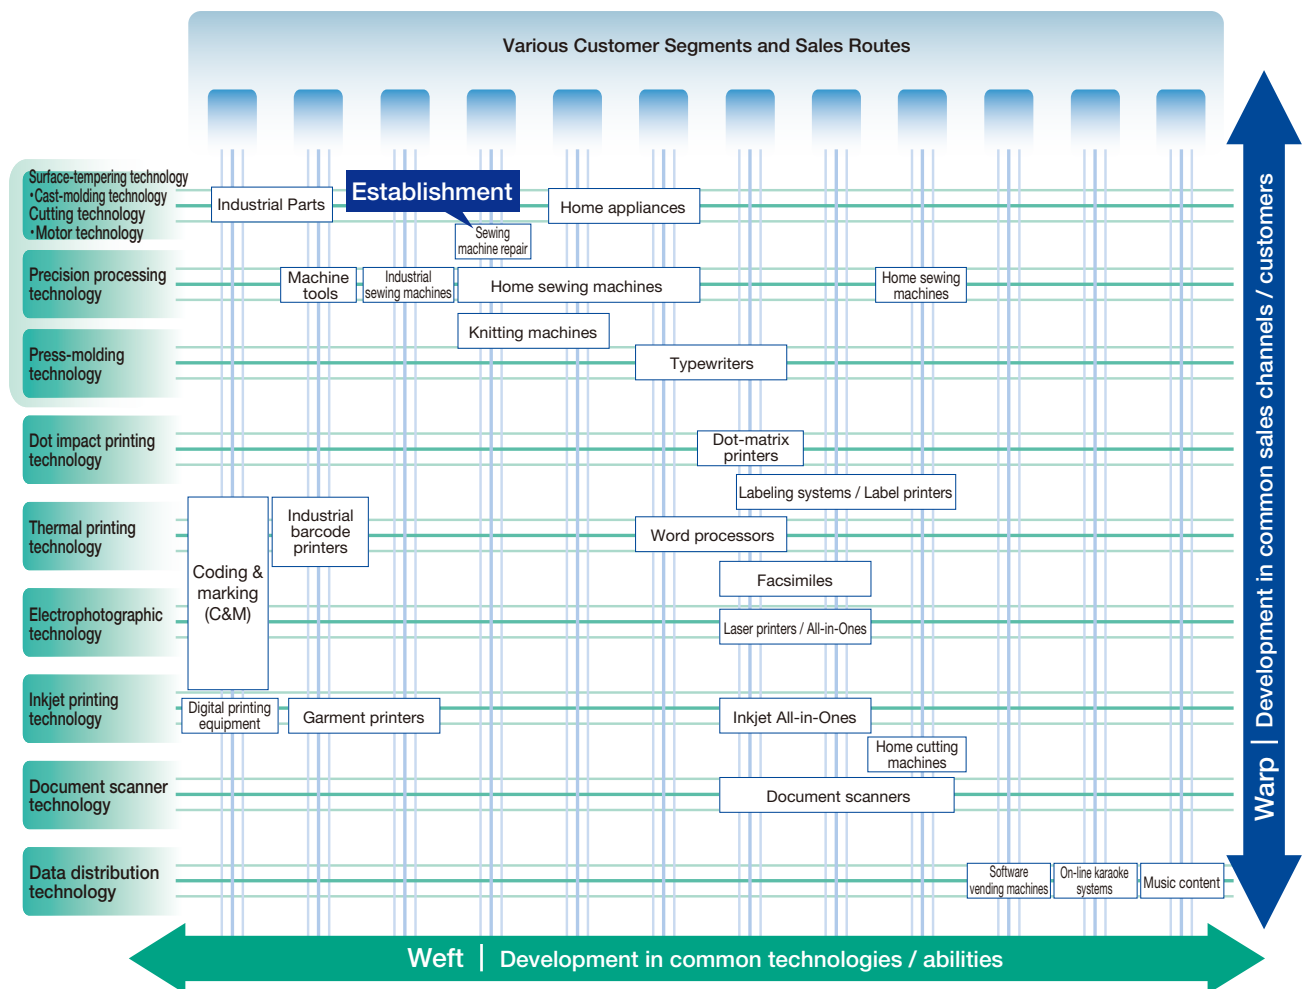 Various Customer Segments and Sales Routes
Surface-tempering technology
・Cast-molding technology
Cutting technology
・Motor technology
Industrial Parts
Establishment
Sewing
machine repair
Home appliances
Precision processing
technology
Machine
tools
Industrial
sewing machines
Home sewing machines
Home sewing
machines
Knitting machines
Press-molding
technology
Typewriters
Dot impact printing
technology
Dot-matrix
printers
Labeling systems / Label printers
Thermal printing
technology
Coding &
marking
(C&M)
Industrial
barcode
printers
Word processors
Facsimiles
Electrophotographic
technology
Laser printers / All-in-Ones
Inkjet printing
technology
Digital printing
equipment
Garment printers
Inkjet All-in-Ones
Home cutting
machines
Document scanner
technology
Document scanners
Data distribution
technology
Software
vending machines
On-line karaoke
systems
Music content
Warp | Development in common sales channels / customers
Weft | Development in common technologies / abilities